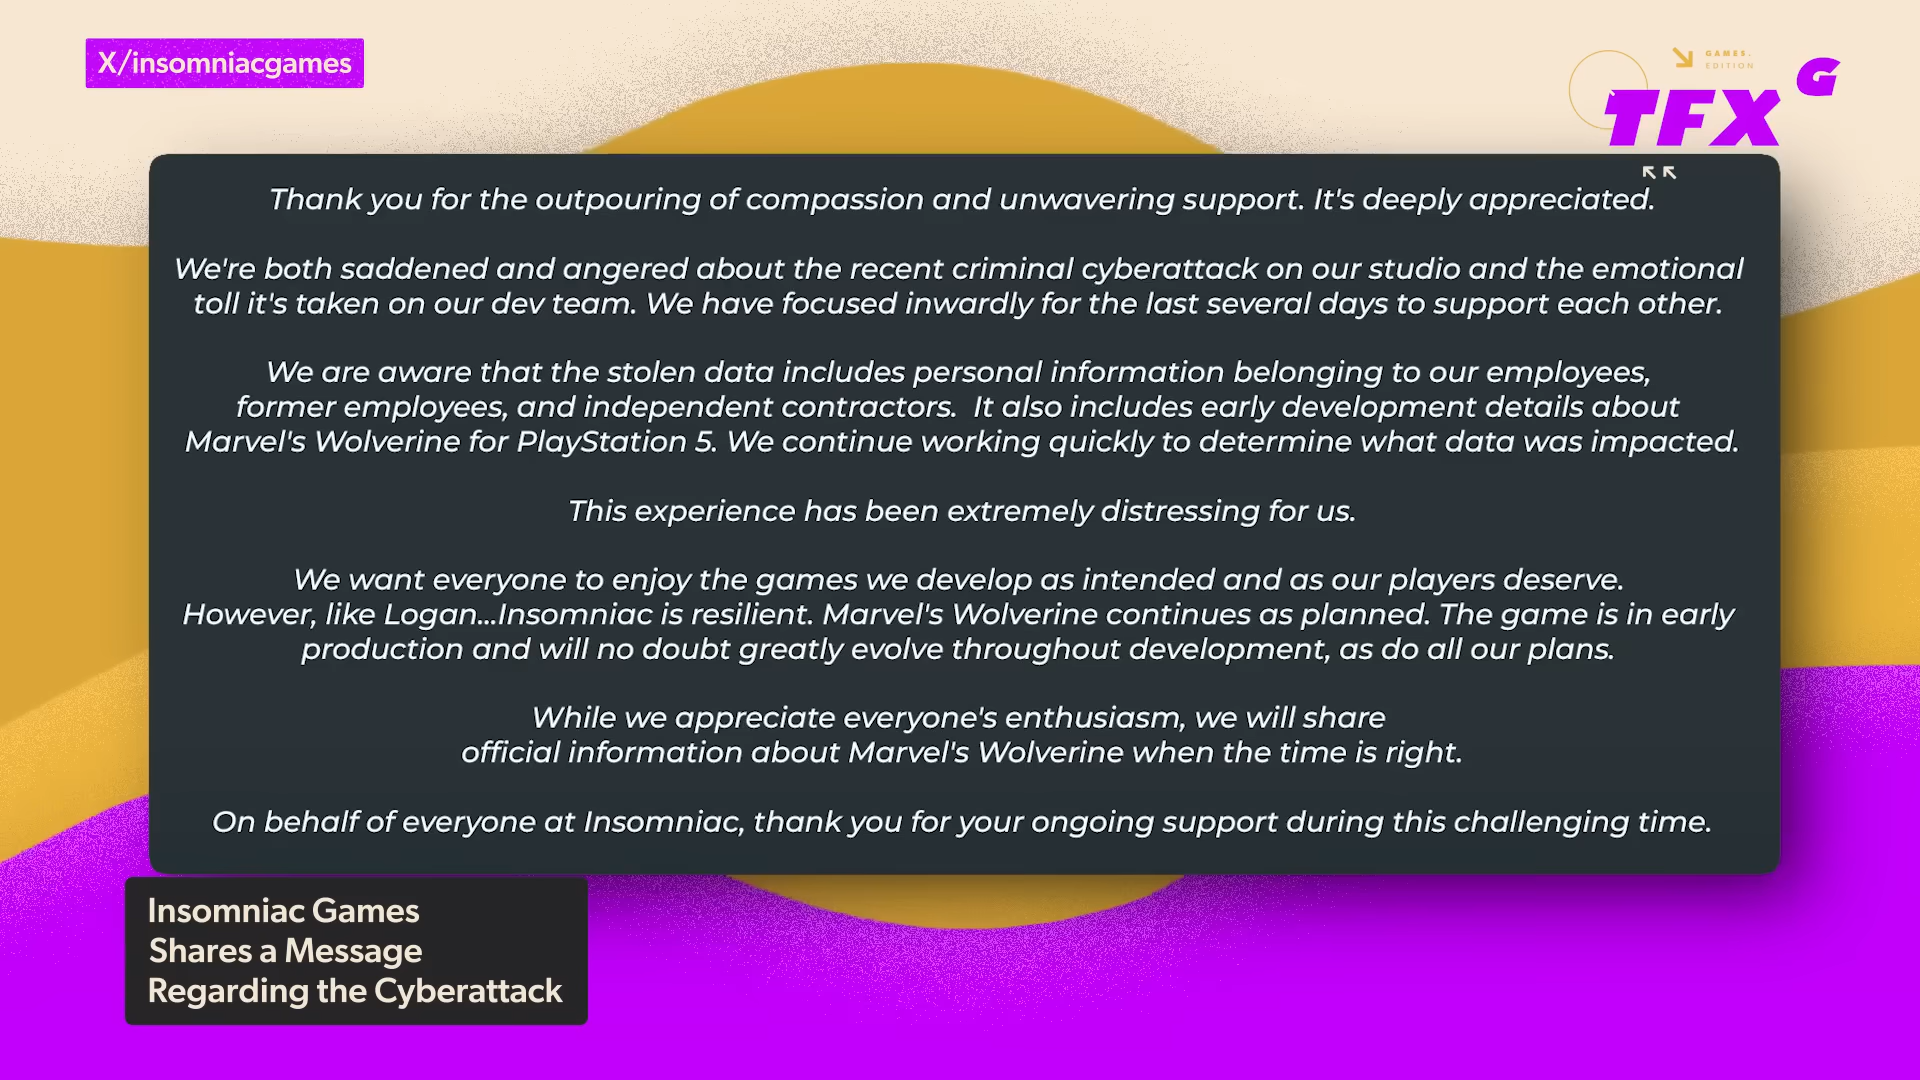 X/insomniacgames
GAMES.
EDITION
TFX G
Thank you for the outpouring of compassion and unwavering support. It's deeply appreciated.
We're both saddened and angered about the recent criminal cyberattack on our studio and the emotional
toll it's taken on our dev team. We have focused inwardly for the last several days to support each other.
We are aware that the stolen data includes personal information belonging to our employees,
former employees, and independent contractors.  It also includes early development details about
Marvel's Wolverine for PlayStation 5. We continue working quickly to determine what data was impacted.
This experience has been extremely distressing for us.
We want everyone to enjoy the games we develop as intended and as our players deserve.
However, like Logan...Insomniac is resilient. Marvel's Wolverine continues as planned. The game is in early
production and will no doubt greatly evolve throughout development, as do all our plans.
While we appreciate everyone's enthusiasm, we will share
official information about Marvel's Wolverine when the time is right.
On behalf of everyone at Insomniac, thank you for your ongoing support during this challenging time.
Insomniac Games
Shares a Message
Regarding the Cyberattack